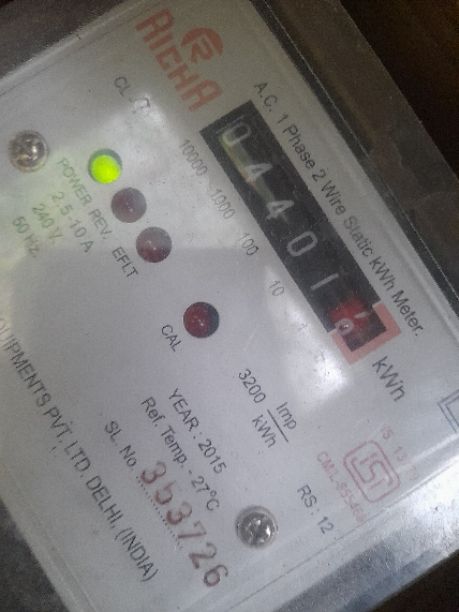 RICHA
A.C. 1 Phase 2 Wire Static kWh Meter.
CL.
10000 1000 100 10 1
0 4 4 0 1
kWh
POWER REV. EFLT
2.5-10 A
240 V.
50 HZ.
CAL
3200 Imp
kWh
YEAR : 2015
Ref. Temp. - 27°C
SL. No. 353726
RS : 12
EQUIPMENTS PVT. LTD. DELHI, (INDIA)